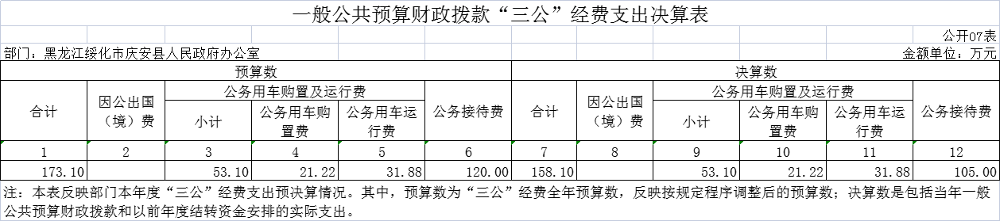 一般公共预算财政拨款“三公”经费支出决算表
公开07表
部门：黑龙江绥化市庆安县人民政府办公室 金额单位：万元
预算数 决算数
合计 因公出国（境）费 公务用车购置及运行费 公务接待费 合计 因公出国（境）费 公务用车购置及运行费 公务接待费
小计 公务用车购置费 公务用车运行费 小计 公务用车购置费 公务用车运行费
1 2 3 4 5 6 7 8 9 10 11 12
173.10 53.10 21.22 31.88 120.00 158.10 53.10 21.22 31.88 105.00
注：本表反映部门本年度“三公”经费支出预决算情况。其中，预算数为“三公”经费全年预算数，反映按规定程序调整后的预算数；决算数是包括当年一般
公共预算财政拨款和以前年度结转资金安排的实际支出。